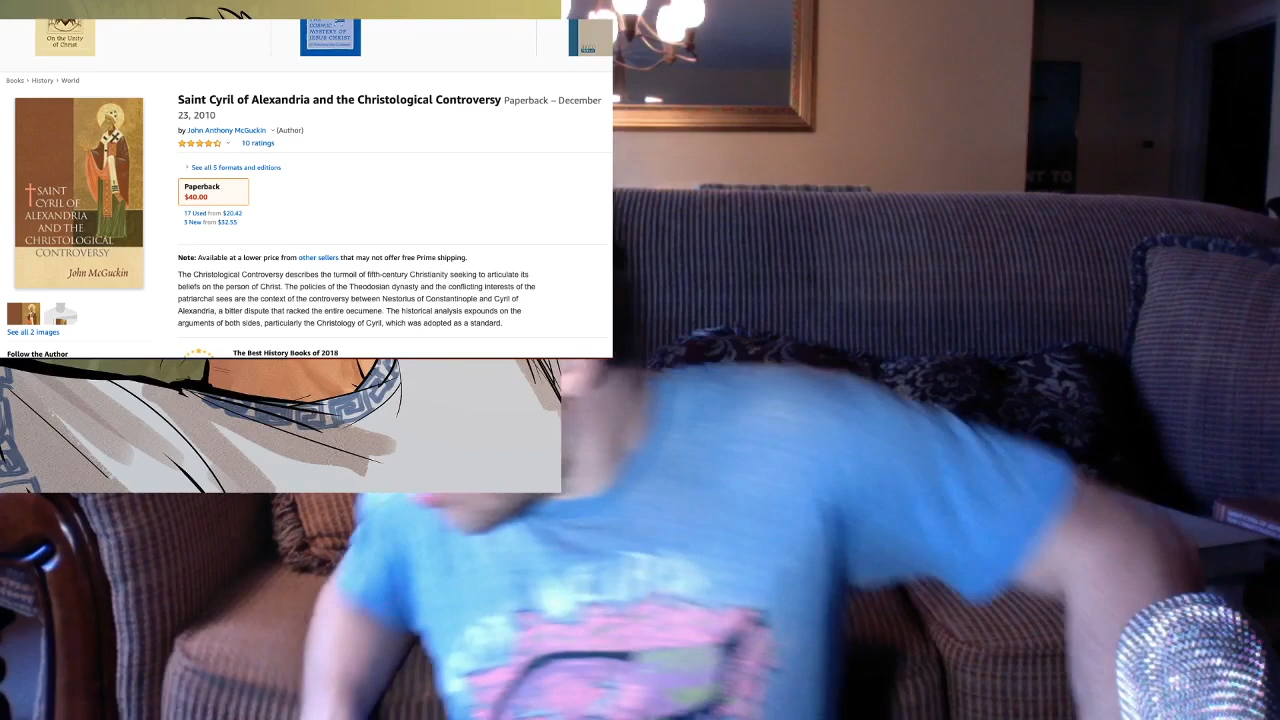 On the Unity
of Christ
THE
COSMIC
MYSTERY OF
JESUS CHRIST
Books › History › World
Saint Cyril of Alexandria and the Christological Controversy Paperback – December
23, 2010
by John Anthony McGuckin (Author)
10 ratings
See all 5 formats and editions
Paperback
$40.00
17 Used from $20.42
5 New from $32.55
Note: Available at a lower price from other sellers that may not offer free Prime shipping.
The Christological Controversy describes the turmoil of fifth-century Christianity seeking to articulate its
beliefs on the person of Christ. The policies of the Theodosian dynasty and the conflicting interests of the
patriarchal sees are the context of the controversy between Nestorius of Constantinople and Cyril of
Alexandria, a bitter dispute that racked the entire oecumene. The historical analysis expounds on the
arguments of both sides, particularly the Christology of Cyril, which was adopted as a standard.
SAINT
CYRIL OF
ALEXANDRIA
AND THE
CHRISTOLOGICAL
CONTROVERSY
John McGuckin
See all 2 images
Follow the Author
The Best History Books of 2018
NT TO